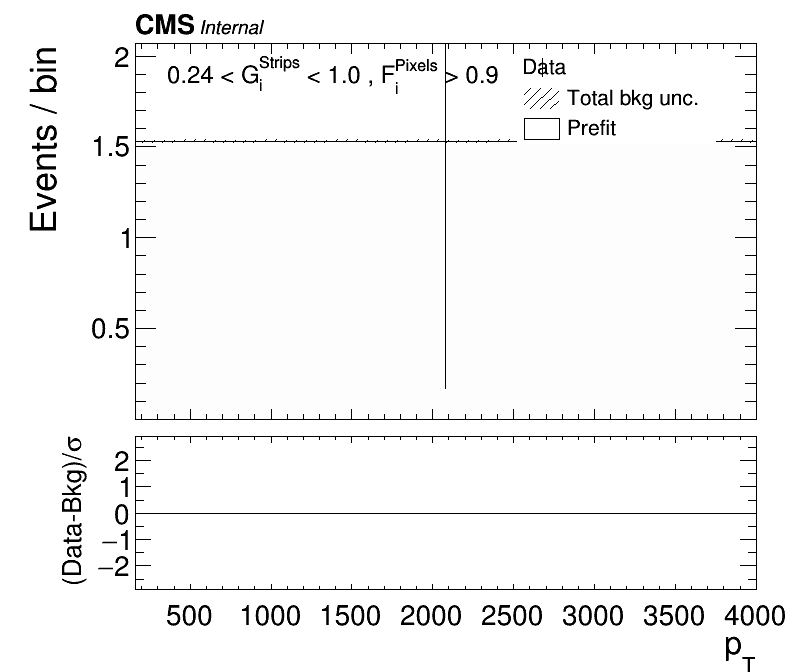 CMS Internal
0.24 < G_i^Strips < 1.0 , F_i^Pixels > 0.9
Data
Total bkg unc.
Prefit
Events / bin
2
1.5
1
0.5
(Data-Bkg)/σ
2
1
0
−1
−2
500 1000 1500 2000 2500 3000 3500 4000
p_T